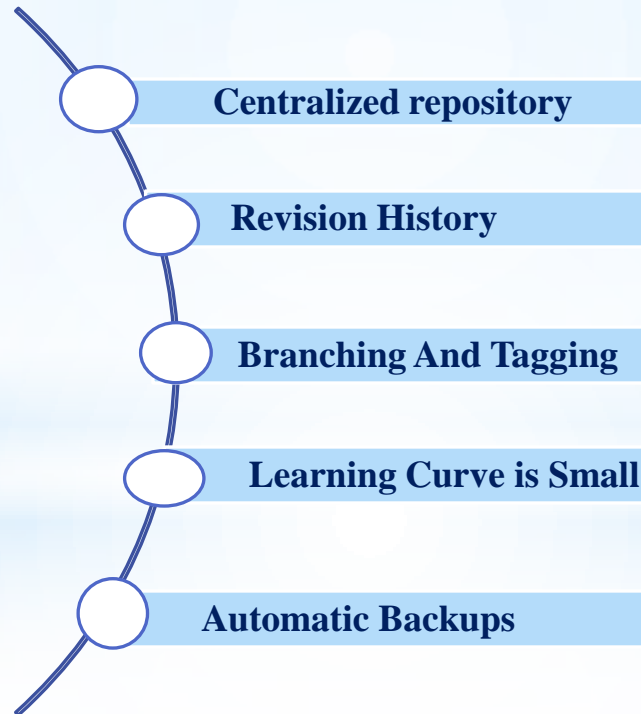 Centralized repository
Revision History
Branching And Tagging
Learning Curve is Small
Automatic Backups